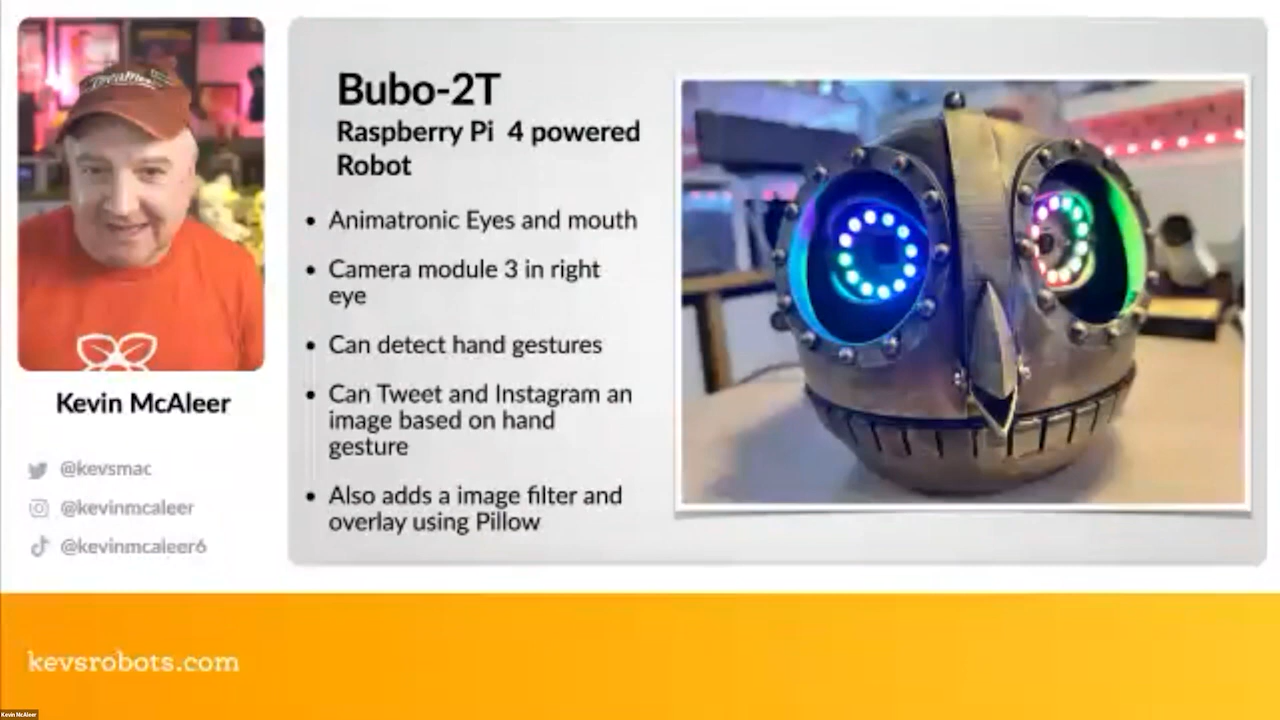 Bubo-2T
Raspberry Pi 4 powered
Robot
• Animatronic Eyes and mouth
• Camera module 3 in right
eye
• Can detect hand gestures
• Can Tweet and Instagram an
image based on hand
gesture
• Also adds a image filter and
overlay using Pillow
Kevin McAleer
@kevsmac
@kevinmcaleer
@kevinmcaleer6
kevsrobots.com
Kevin McAleer